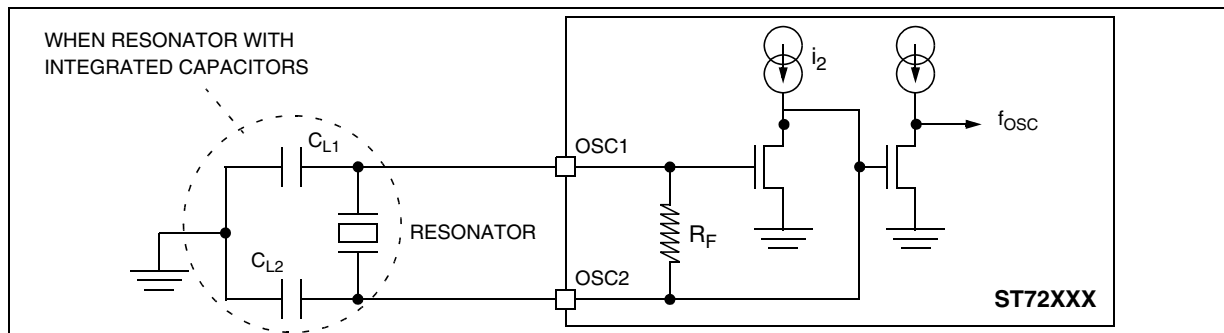 WHEN RESONATOR WITH
INTEGRATED CAPACITORS
i2
fOSC
CL1
OSC1
RESONATOR
RF
CL2
OSC2
ST72XXX